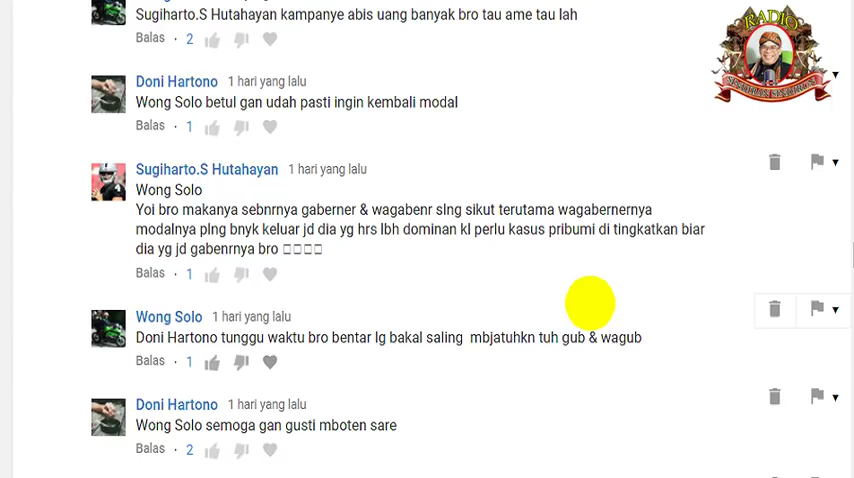 Sugiharto.S Hutahayan kampanye abis uang banyak bro tau ame tau lah
Balas · 2
RADIO
Doni Hartono 1 hari yang lalu
Wong Solo betul gan udah pasti ingin kembali modal
Balas · 1
Sugiharto.S Hutahayan 1 hari yang lalu
Wong Solo
Yoi bro makanya sebnrnya gaberner & wagabenr slng sikut terutama wagabernernya
modalnya plng bnyk keluar jd dia yg hrs lbh dominan kl perlu kasus pribumi di tingkatkan biar
dia yg jd gabenrnya bro
Balas · 1
Wong Solo 1 hari yang lalu
Doni Hartono tunggu waktu bro bentar lg bakal saling mbjatuhkn tuh gub & wagub
Balas · 1
Doni Hartono 1 hari yang lalu
Wong Solo semoga gan gusti mboten sare
Balas · 2